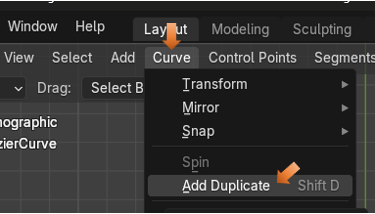 Window Help Layout Modeling Sculpting
View Select Add Curve Control Points Segments
Drag: Select B
Transform
nographic
Mirror
Snap
zierCurve
Spin
Add Duplicate Shift D